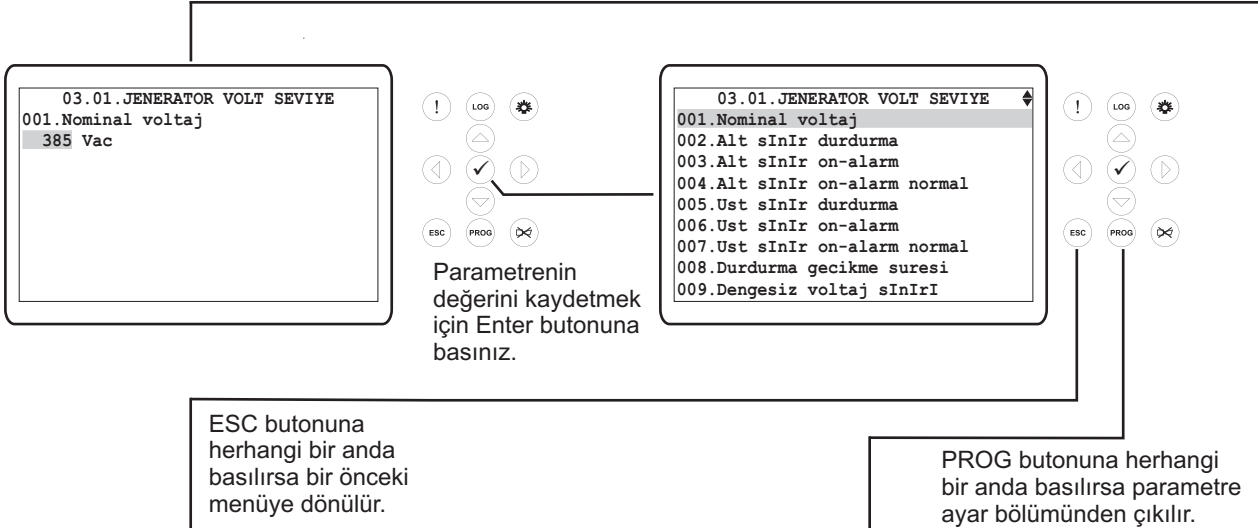 03.01.JENERATOR VOLT SEVIYE
001.Nominal voltaj
385 Vac
!
LOG
ESC
PROG
Parametrenin
değerini kaydetmek
için Enter butonuna
basınız.
03.01.JENERATOR VOLT SEVIYE
001.Nominal voltaj
002.Alt sInIr durdurma
003.Alt sInIr on-alarm
004.Alt sInIr on-alarm normal
005.Ust sInIr durdurma
006.Ust sInIr on-alarm
007.Ust sInIr on-alarm normal
008.Durdurma gecikme suresi
009.Dengesiz voltaj sInIrI
!
LOG
ESC
PROG
ESC butonuna
herhangi bir anda
basılırsa bir önceki
menüye dönülür.
PROG butonuna herhangi
bir anda basılırsa parametre
ayar bölümünden çıkılır.